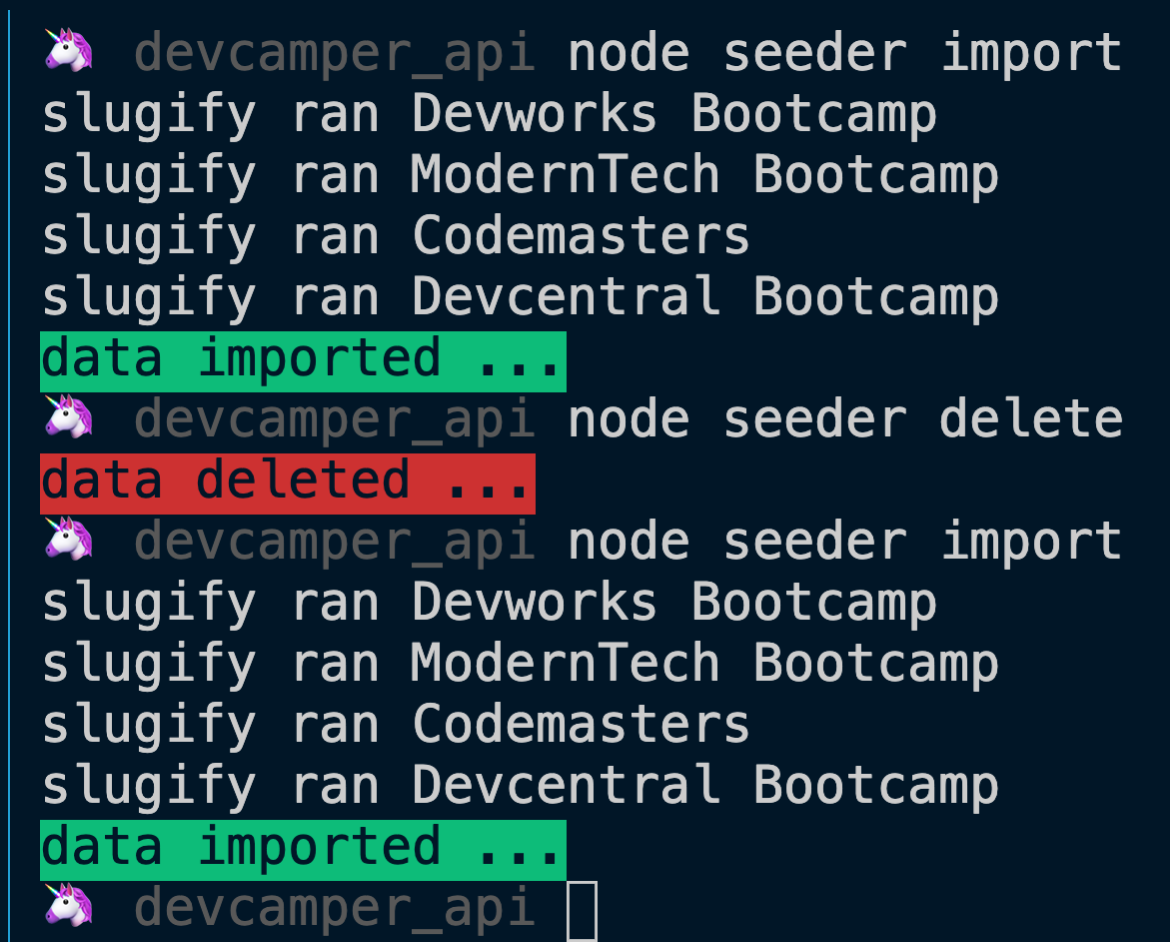 🦄 devcamper_api node seeder import
slugify ran Devworks Bootcamp
slugify ran ModernTech Bootcamp
slugify ran Codemasters
slugify ran Devcentral Bootcamp
data imported ...
🦄 devcamper_api node seeder delete
data deleted ...
🦄 devcamper_api node seeder import
slugify ran Devworks Bootcamp
slugify ran ModernTech Bootcamp
slugify ran Codemasters
slugify ran Devcentral Bootcamp
data imported ...
🦄 devcamper_api